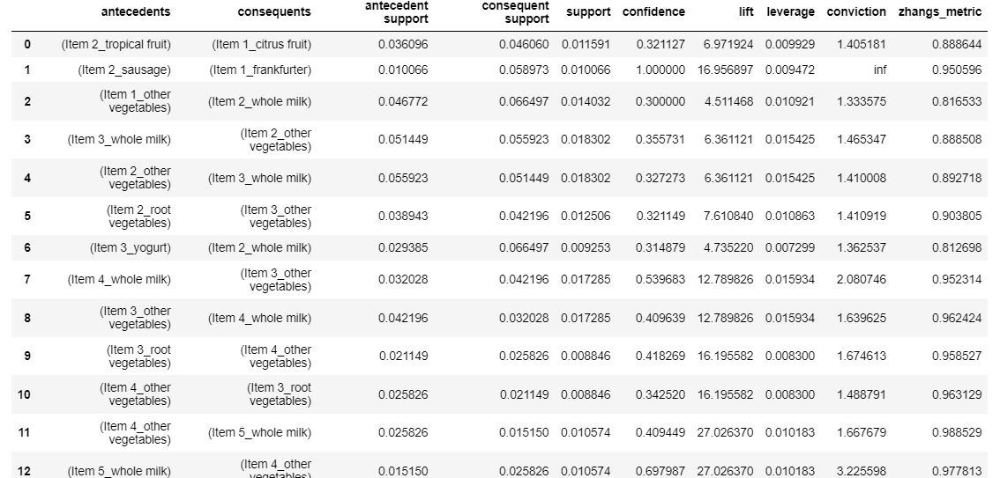 antecedents consequents antecedent support consequent support support confidence lift leverage conviction zhangs_metric
0 (Item 2_tropical fruit) (Item 1_citrus fruit) 0.036096 0.046060 0.011591 0.321127 6.971924 0.009929 1.405181 0.888644
1 (Item 2_sausage) (Item 1_frankfurter) 0.010066 0.058973 0.010066 1.000000 16.956897 0.009472 inf 0.950596
2 (Item 1_other vegetables) (Item 2_whole milk) 0.046772 0.066497 0.014032 0.300000 4.511468 0.010921 1.333575 0.816533
3 (Item 3_whole milk) (Item 2_other vegetables) 0.051449 0.055923 0.018302 0.355731 6.361121 0.015425 1.465347 0.888508
4 (Item 2_other vegetables) (Item 3_whole milk) 0.055923 0.051449 0.018302 0.327273 6.361121 0.015425 1.410008 0.892718
5 (Item 2_root vegetables) (Item 3_other vegetables) 0.038943 0.042196 0.012506 0.321149 7.610840 0.010863 1.410919 0.903805
6 (Item 3_yogurt) (Item 2_whole milk) 0.029385 0.066497 0.009253 0.314879 4.735220 0.007299 1.362537 0.812698
7 (Item 4_whole milk) (Item 3_other vegetables) 0.032028 0.042196 0.017285 0.539683 12.789826 0.015934 2.080746 0.952314
8 (Item 3_other vegetables) (Item 4_whole milk) 0.042196 0.032028 0.017285 0.409639 12.789826 0.015934 1.639625 0.962424
9 (Item 3_root vegetables) (Item 4_other vegetables) 0.021149 0.025826 0.008846 0.418269 16.195582 0.008300 1.674613 0.958527
10 (Item 4_other vegetables) (Item 3_root vegetables) 0.025826 0.021149 0.008846 0.342520 16.195582 0.008300 1.488791 0.963129
11 (Item 4_other vegetables) (Item 5_whole milk) 0.025826 0.015150 0.010574 0.409449 27.026370 0.010183 1.667679 0.988529
12 (Item 5_whole milk) (Item 4_other vegetables) 0.015150 0.025826 0.010574 0.697987 27.026370 0.010183 3.225598 0.977813